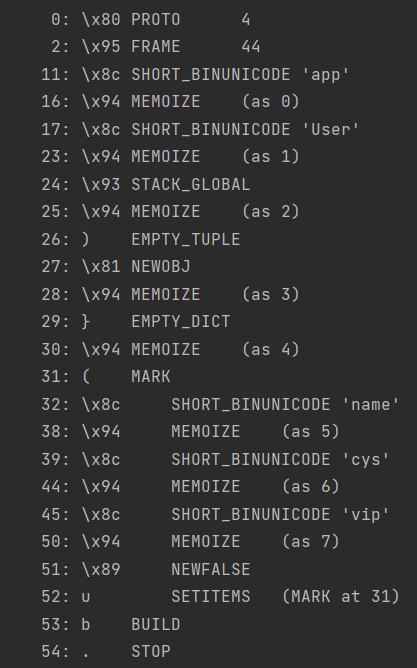 0: \x80 PROTO 4
2: \x95 FRAME 44
11: \x8c SHORT_BINUNICODE 'app'
16: \x94 MEMOIZE (as 0)
17: \x8c SHORT_BINUNICODE 'User'
23: \x94 MEMOIZE (as 1)
24: \x93 STACK_GLOBAL
25: \x94 MEMOIZE (as 2)
26: ) EMPTY_TUPLE
27: \x81 NEWOBJ
28: \x94 MEMOIZE (as 3)
29: } EMPTY_DICT
30: \x94 MEMOIZE (as 4)
31: ( MARK
32: \x8c SHORT_BINUNICODE 'name'
38: \x94 MEMOIZE (as 5)
39: \x8c SHORT_BINUNICODE 'cys'
44: \x94 MEMOIZE (as 6)
45: \x8c SHORT_BINUNICODE 'vip'
50: \x94 MEMOIZE (as 7)
51: \x89 NEWFALSE
52: u SETITEMS (MARK at 31)
53: b BUILD
54: . STOP